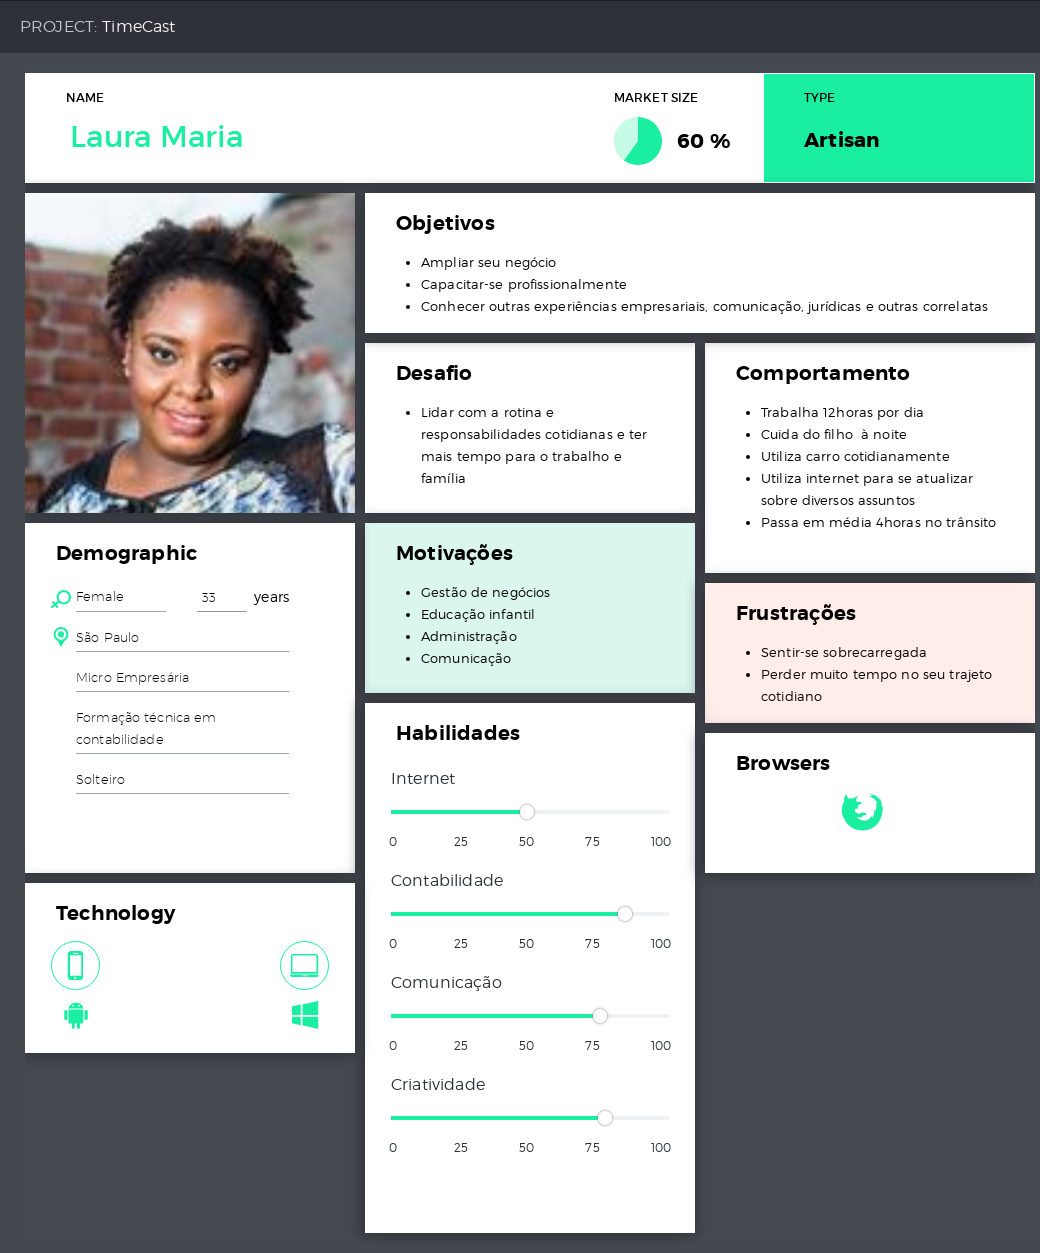 PROJECT: TimeCast
NAME
Laura Maria
MARKET SIZE
60 %
TYPE
Artisan
Objetivos
Ampliar seu negócio
Capacitar-se profissionalmente
Conhecer outras experiências empresariais, comunicação, jurídicas e outras correlatas
Desafio
Lidar com a rotina e
responsabilidades cotidianas e ter
mais tempo para o trabalho e
família
Comportamento
Trabalha 12horas por dia
Cuida do filho  à noite
Utiliza carro cotidianamente
Utiliza internet para se atualizar
sobre diversos assuntos
Passa em média 4horas no trânsito
Demographic
Female 33 years
São Paulo
Micro Empresária
Formação técnica em
contabilidade
Solteiro
Motivações
Gestão de negócios
Educação infantil
Administração
Comunicação
Frustrações
Sentir-se sobrecarregada
Perder muito tempo no seu trajeto
cotidiano
Habilidades
Internet
0 25 50 75 100
Contabilidade
0 25 50 75 100
Comunicação
0 25 50 75 100
Criatividade
0 25 50 75 100
Browsers
Technology